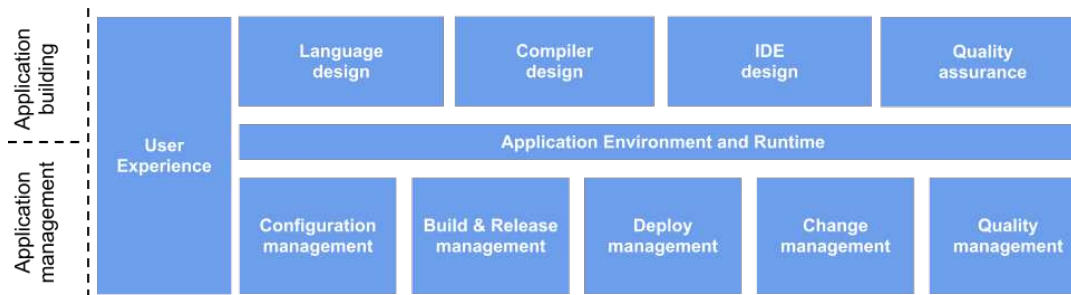 Application
building
Application
management
User
Experience
Language
design
Compiler
design
IDE
design
Quality
assurance
Application Environment and Runtime
Configuration
management
Build & Release
management
Deploy
management
Change
management
Quality
management